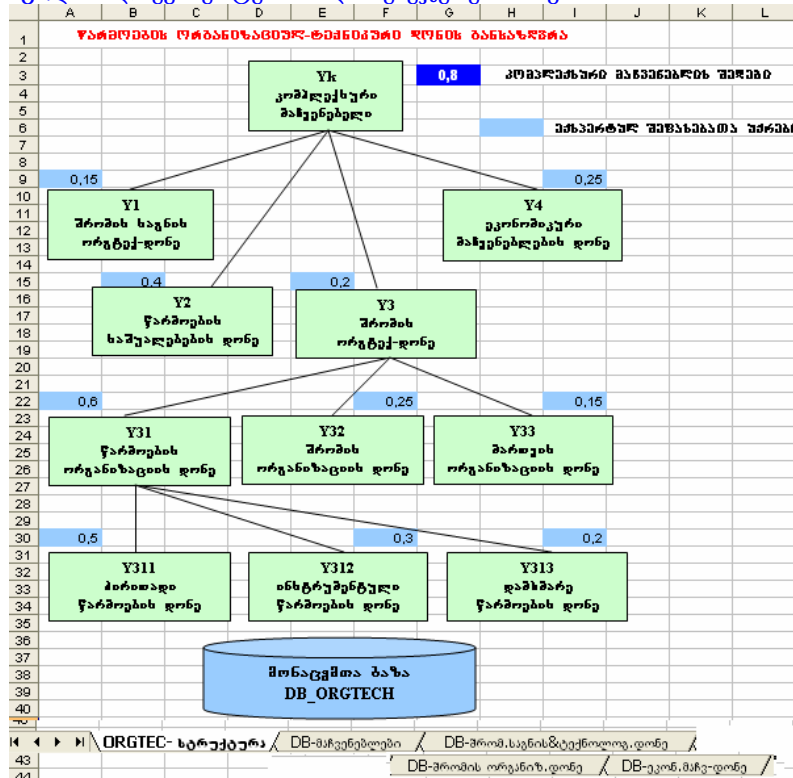 A B C D E F G H I J K L
წარმოების ორგანიზაციულ-ტექნიკური დონის განსაზღვრა
Yk
კომპლექსური
მაჩვენებელი
0,8
კომპლექსური მაჩვენებლის შედეგი
ექსპერტულ შეფასებათა უჯრები
0,15
0,25
Y1
შრომის საგნის
ორგტექ-დონე
Y4
ეკონომიკური
მაჩვენებლების დონე
0,4
0,2
Y2
წარმოების
საშუალებების დონე
Y3
შრომის
ორგტექ-დონე
0,6
0,25
0,15
Y31
წარმოების
ორგანიზაციის დონე
Y32
შრომის
ორგანიზაციის დონე
Y33
მართვის
ორგანიზაციის დონე
0,5
0,3
0,2
Y311
პირითადი
წარმოების დონე
Y312
ინსტრუმენტული
წარმოების დონე
Y313
დამხმარე
წარმოების დონე
მონაცემთა ბაზა
DB_ORGTECH
ORGTEC- სტრუქტურა
DB-მაჩვენებლები
DB-შრომ.საგნის&ტექნოლოგ.დონე
DB-შრომის ორგანიზ.დონე
DB-ეკონ.მაჩვ-დონე